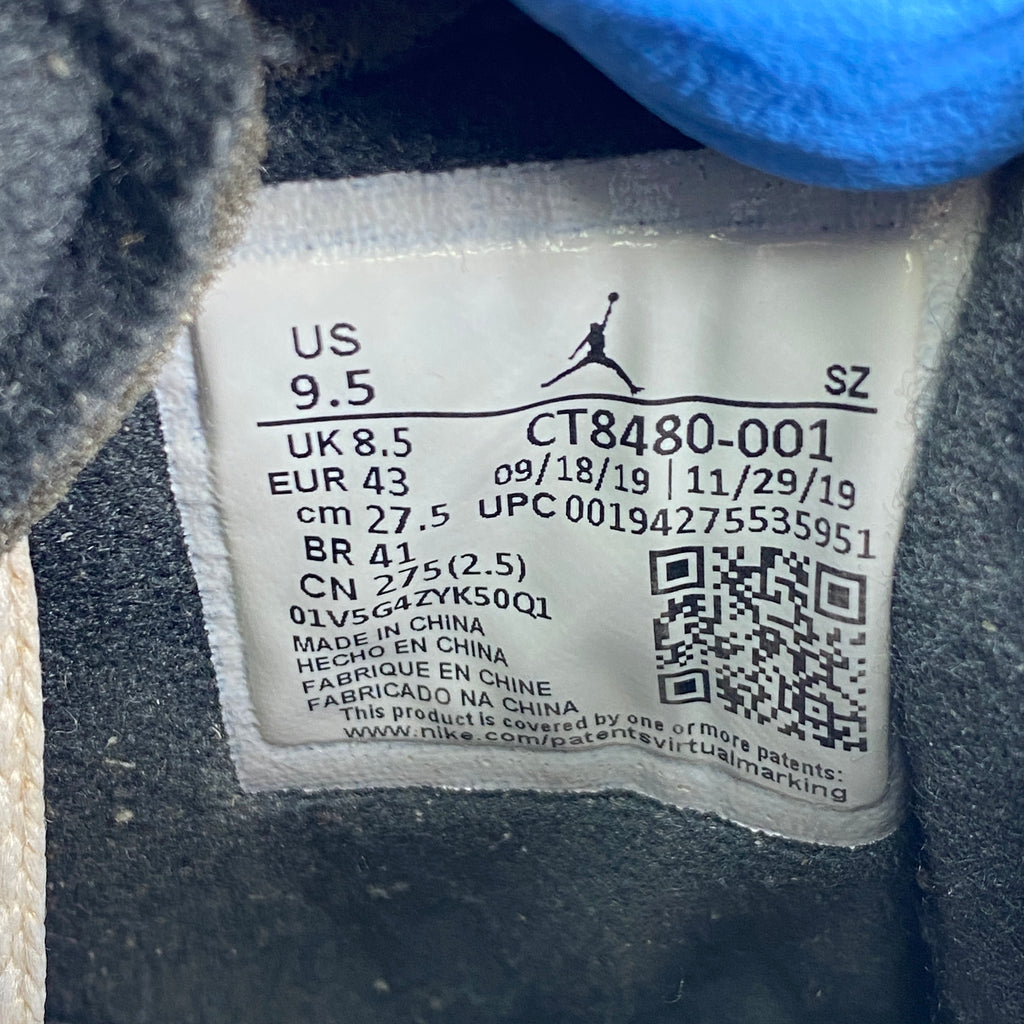 US
9.5
SZ
UK 8.5
CT8480-001
EUR 43
09/18/19 | 11/29/19
cm 27.5
UPC 00194275535951
BR 41
CN 275(2.5)
01V5G4ZYK50Q1
MADE IN CHINA
HECHO EN CHINA
FABRIQUE EN CHINE
FABRICADO NA CHINA
This product is covered by one or more patents:
www.nike.com/patentsvirtualmarking